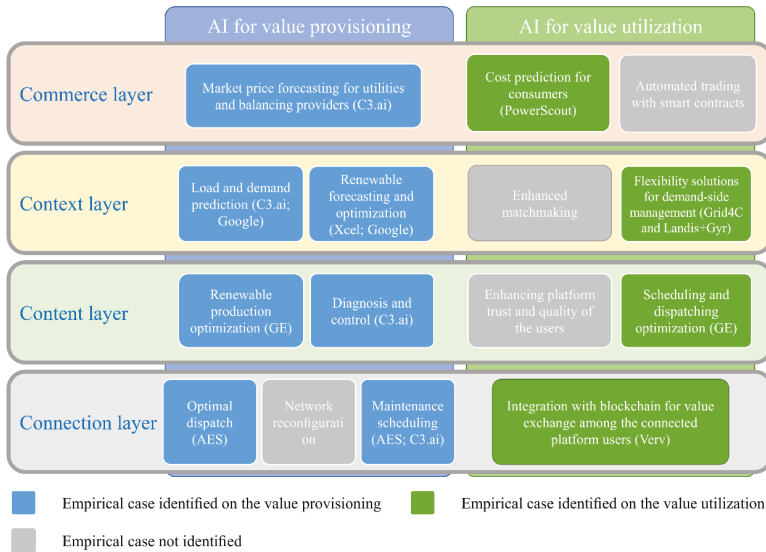 AI for value provisioning
AI for value utilization
Commerce layer
Market price forecasting for utilities
and balancing providers (C3.ai)
Cost prediction for
consumers
(PowerScout)
Automated trading
with smart contracts
Context layer
Load and demand
prediction (C3.ai;
Google)
Renewable
forecasting and
optimization
(Xcel; Google)
Enhanced
matchmaking
Flexibility solutions
for demand-side
management (Grid4C
and Landis+Gyr)
Content layer
Renewable
production
optimization (GE)
Diagnosis and
control (C3.ai)
Enhancing platform
trust and quality of
the users
Scheduling and
dispatching
optimization (GE)
Connection layer
Optimal
dispatch
(AES)
Network
reconfigurati
on
Maintenance
scheduling
(AES; C3.ai)
Integration with blockchain for value
exchange among the connected
platform users (Verv)
Empirical case identified on the value provisioning
Empirical case identified on the value utilization
Empirical case not identified